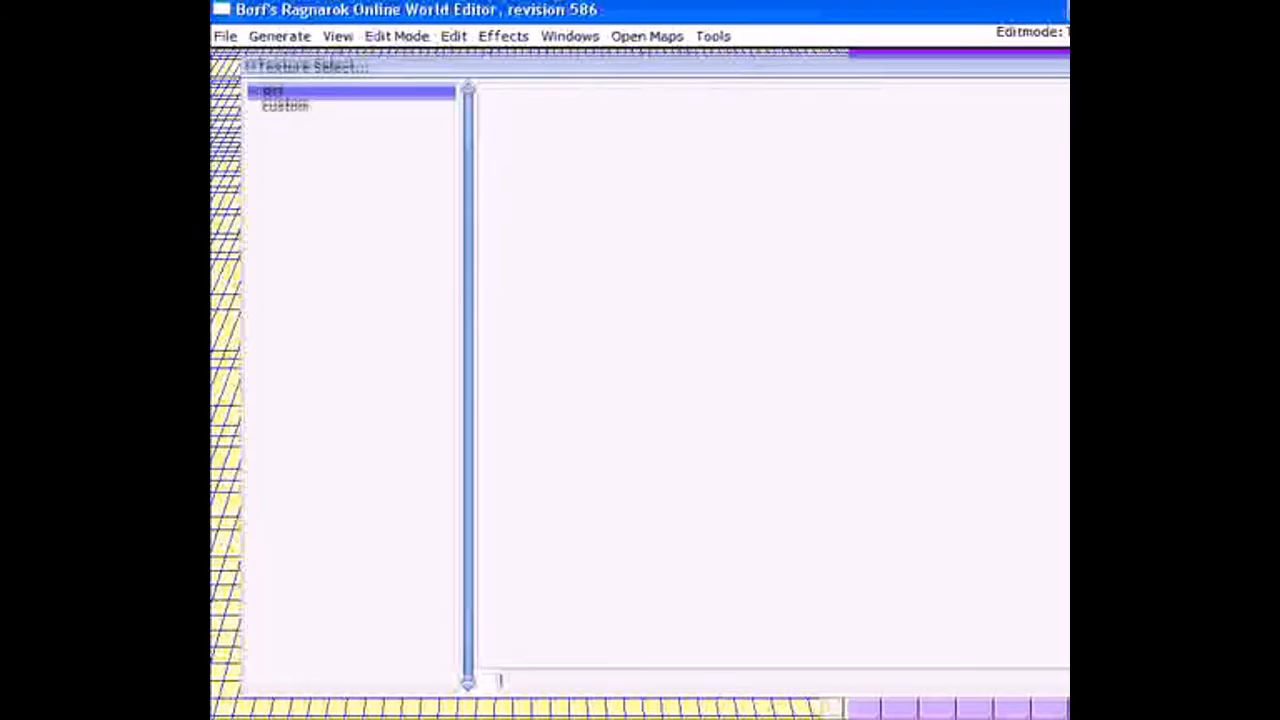 Borf's Ragnarok Online World Editor, revision 586
File Generate View Edit Mode Edit Effects Windows Open Maps Tools
Editmode:
Texture Select...
custom